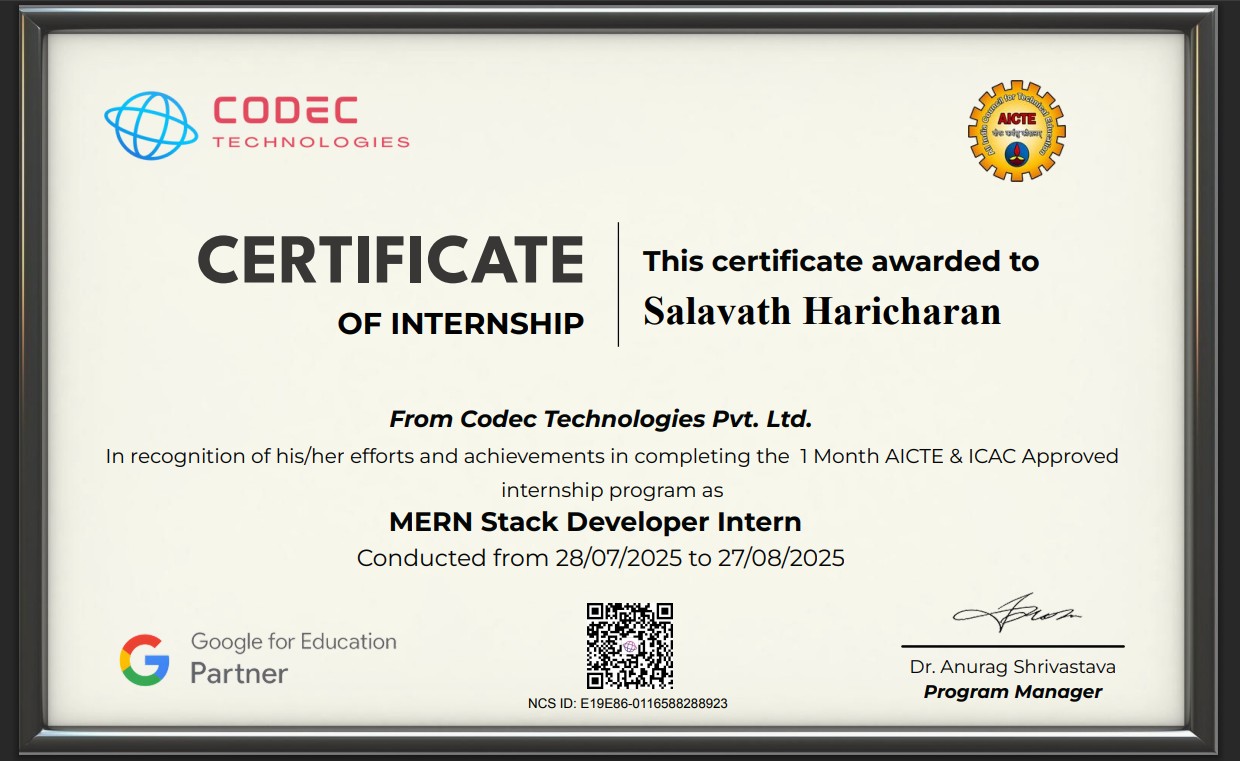 CODEC
TECHNOLOGIES
All India Council for Technical Education
AICTE
CERTIFICATE
OF INTERNSHIP
This certificate awarded to
Salavath Haricharan
From Codec Technologies Pvt. Ltd.
In recognition of his/her efforts and achievements in completing the 1 Month AICTE & ICAC Approved
internship program as
MERN Stack Developer Intern
Conducted from 28/07/2025 to 27/08/2025
Google for Education
Partner
NCS ID: E19E86-0116588288923
Dr. Anurag Shrivastava
Program Manager